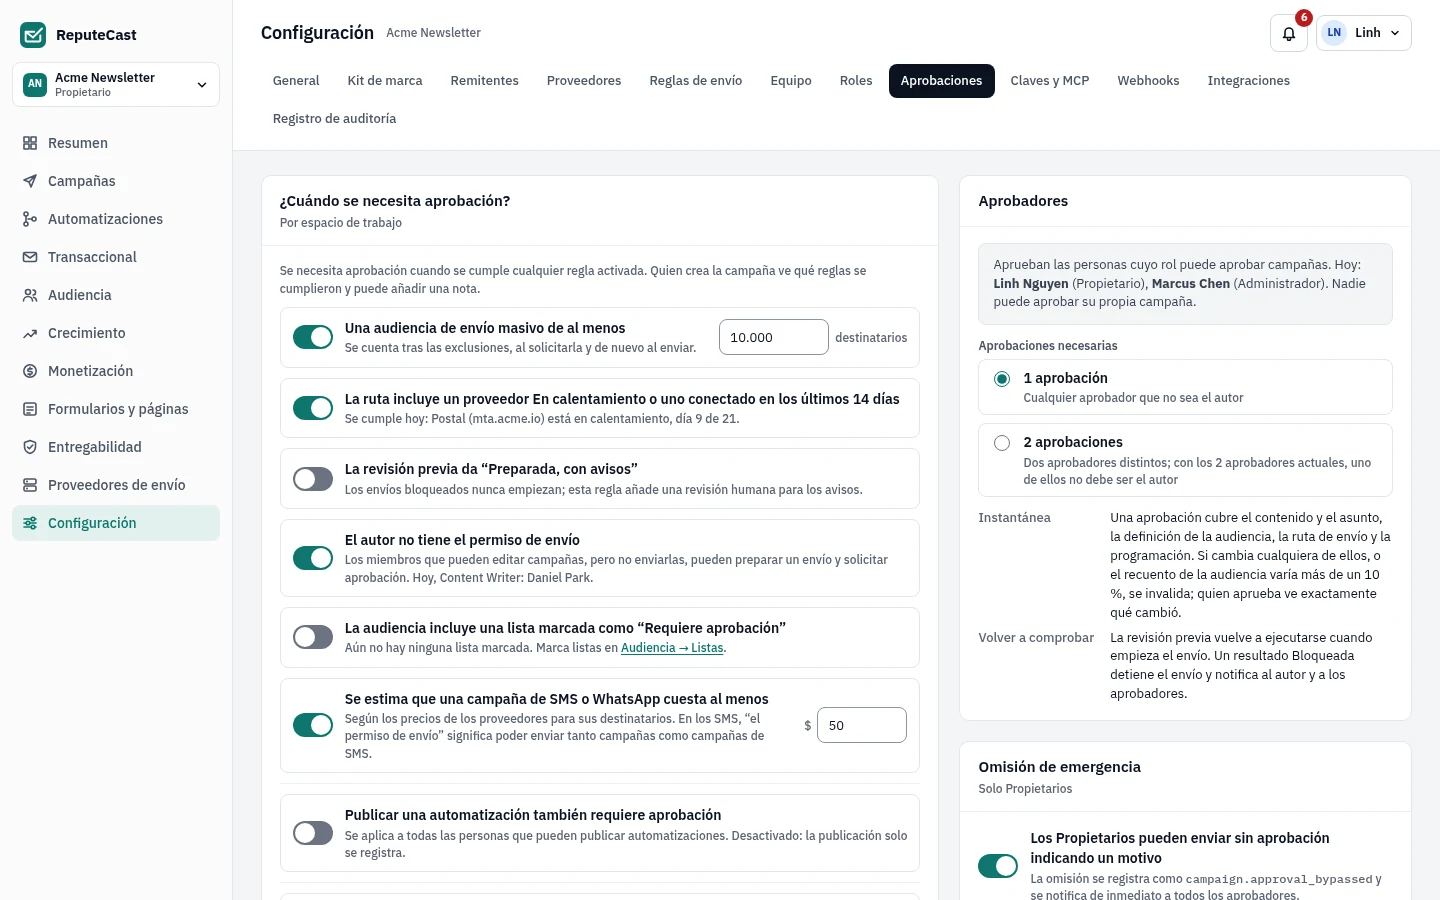 ReputeCast
AN
Acme Newsletter
Propietario
Resumen
Campañas
Automatizaciones
Transaccional
Audiencia
Crecimiento
Monetización
Formularios y páginas
Entregabilidad
Proveedores de envío
Configuración
Configuración
Acme Newsletter
6
LN
Linh
General
Kit de marca
Remitentes
Proveedores
Reglas de envío
Equipo
Roles
Aprobaciones
Claves y MCP
Webhooks
Integraciones
Registro de auditoría
¿Cuándo se necesita aprobación?
Por espacio de trabajo
Se necesita aprobación cuando se cumple cualquier regla activada. Quien crea la campaña ve qué reglas se
cumplieron y puede añadir una nota.
Una audiencia de envío masivo de al menos
Se cuenta tras las exclusiones, al solicitarla y de nuevo al enviar.
10.000
destinatarios
La ruta incluye un proveedor En calentamiento o uno conectado en los últimos 14 días
Se cumple hoy: Postal (mta.acme.io) está en calentamiento, día 9 de 21.
La revisión previa da “Preparada, con avisos”
Los envíos bloqueados nunca empiezan; esta regla añade una revisión humana para los avisos.
El autor no tiene el permiso de envío
Los miembros que pueden editar campañas, pero no enviarlas, pueden preparar un envío y solicitar
aprobación. Hoy, Content Writer: Daniel Park.
La audiencia incluye una lista marcada como “Requiere aprobación”
Aún no hay ninguna lista marcada. Marca listas en Audiencia → Listas.
Se estima que una campaña de SMS o WhatsApp cuesta al menos
Según los precios de los proveedores para sus destinatarios. En los SMS, “el
permiso de envío” significa poder enviar tanto campañas como campañas de
SMS.
$
50
Publicar una automatización también requiere aprobación
Se aplica a todas las personas que pueden publicar automatizaciones. Desactivado: la publicación solo
se registra.
Aprobadores
Aprueban las personas cuyo rol puede aprobar campañas. Hoy:
Linh Nguyen (Propietario), Marcus Chen (Administrador). Nadie
puede aprobar su propia campaña.
Aprobaciones necesarias
1 aprobación
Cualquier aprobador que no sea el autor
2 aprobaciones
Dos aprobadores distintos; con los 2 aprobadores actuales, uno
de ellos no debe ser el autor
Instantánea
Una aprobación cubre el contenido y el asunto,
la definición de la audiencia, la ruta de envío y la
programación. Si cambia cualquiera de ellos, o
el recuento de la audiencia varía más de un 10
%, se invalida; quien aprueba ve exactamente
qué cambió.
Volver a comprobar
La revisión previa vuelve a ejecutarse cuando
empieza el envío. Un resultado Bloqueada
detiene el envío y notifica al autor y a los
aprobadores.
Omisión de emergencia
Solo Propietarios
Los Propietarios pueden enviar sin aprobación
indicando un motivo
La omisión se registra como campaign.approval_bypassed y
se notifica de inmediato a todos los aprobadores.